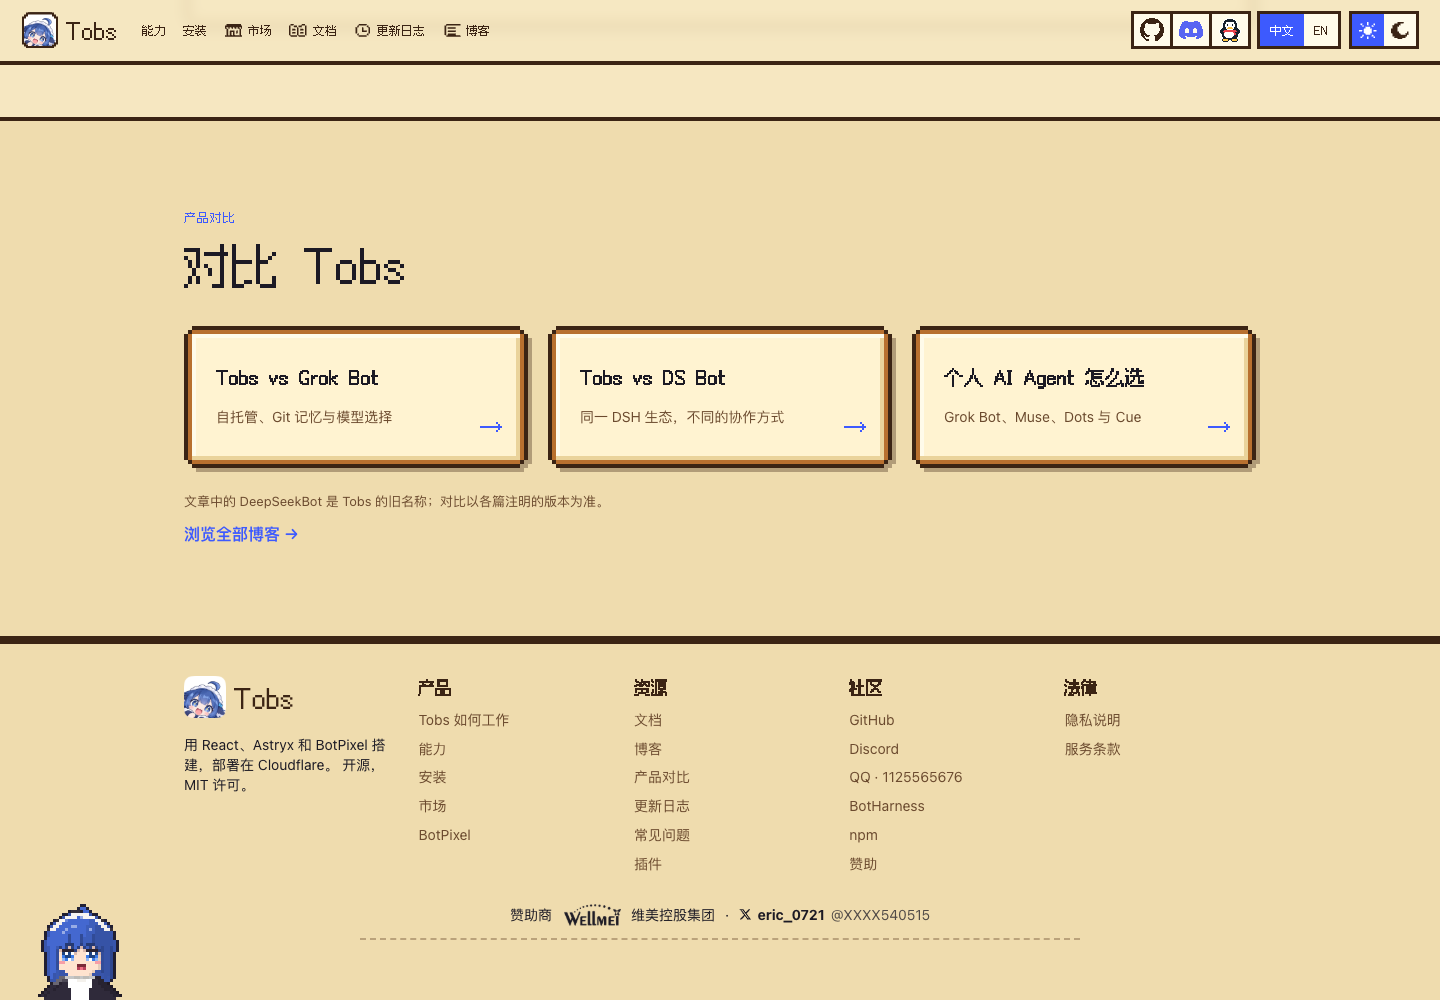 Tobs 能力 安装 市场 文档 更新日志 博客 中文 EN
产品对比
对比 Tobs
Tobs vs Grok Bot
自托管、Git 记忆与模型选择
Tobs vs DS Bot
同一 DSH 生态，不同的协作方式
个人 AI Agent 怎么选
Grok Bot、Muse、Dots 与 Cue
文章中的 DeepSeekBot 是 Tobs 的旧名称；对比以各篇注明的版本为准。
浏览全部博客 →
Tobs
用 React、Astryx 和 BotPixel 搭
建，部署在 Cloudflare。 开源，
MIT 许可。
产品
Tobs 如何工作
能力
安装
市场
BotPixel
资源
文档
博客
产品对比
更新日志
常见问题
插件
社区
GitHub
Discord
QQ · 1125565676
BotHarness
npm
赞助
法律
隐私说明
服务条款
赞助商 WellMei 维美控股集团 · X eric_0721 @XXXX540515